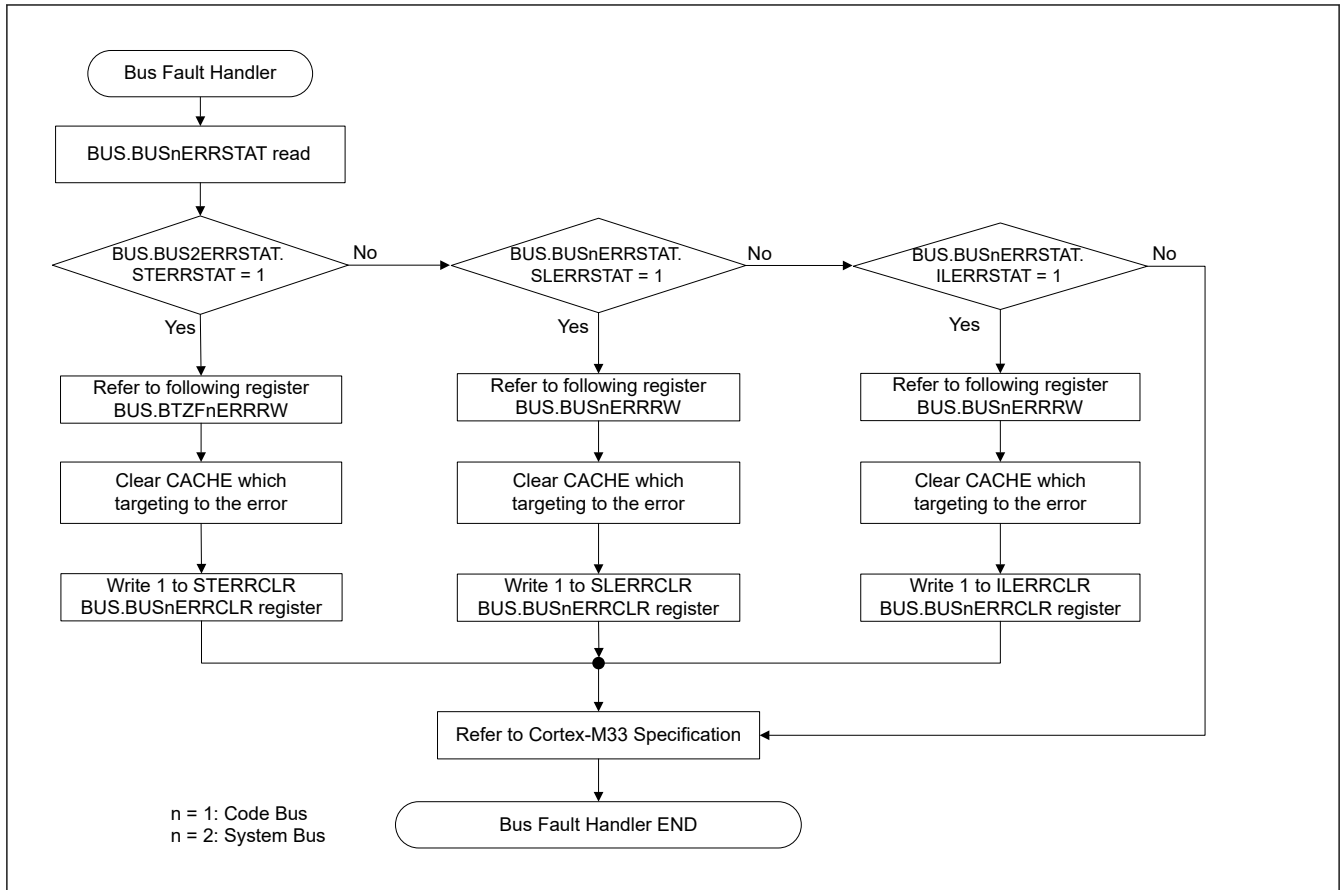 Bus Fault Handler
BUS.BUSnERRSTAT read
BUS.BUS2ERRSTAT.
STERRSTAT = 1
No
Yes
BUS.BUSnERRSTAT.
SLERRSTAT = 1
No
Yes
BUS.BUSnERRSTAT.
ILERRSTAT = 1
No
Yes
Refer to following register
BUS.BTZFnERRRW
Refer to following register
BUS.BUSnERRRW
Refer to following register
BUS.BUSnERRRW
Clear CACHE which
targeting to the error
Clear CACHE which
targeting to the error
Clear CACHE which
targeting to the error
Write 1 to STERRCLR
BUS.BUSnERRCLR register
Write 1 to SLERRCLR
BUS.BUSnERRCLR register
Write 1 to ILERRCLR
BUS.BUSnERRCLR register
Refer to Cortex-M33 Specification
Bus Fault Handler END
n = 1: Code Bus
n = 2: System Bus